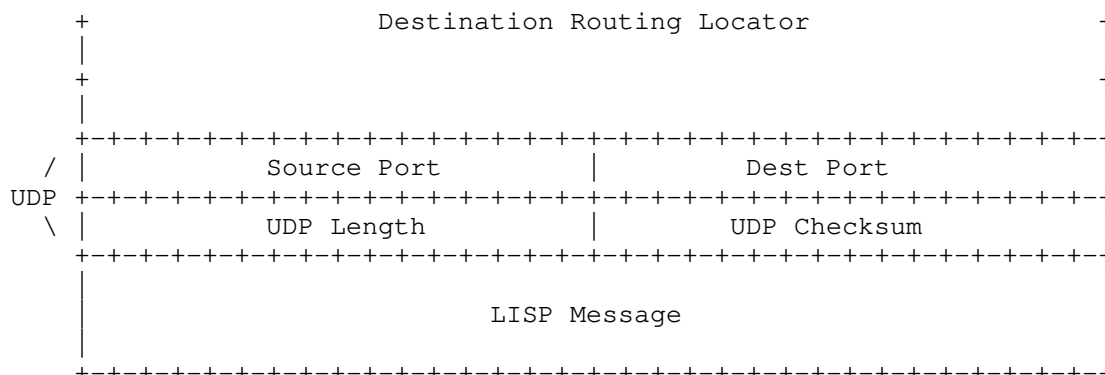 + Destination Routing Locator -
|
+ -
|
+-+-+-+-+-+-+-+-+-+-+-+-+-+-+-+-+-+-+-+-+-+-+-+-+-+-+-+-+-+-+-+-+-
/ | Source Port | Dest Port
UDP +-+-+-+-+-+-+-+-+-+-+-+-+-+-+-+-+-+-+-+-+-+-+-+-+-+-+-+-+-+-+-+-+-
\ | UDP Length | UDP Checksum
+-+-+-+-+-+-+-+-+-+-+-+-+-+-+-+-+-+-+-+-+-+-+-+-+-+-+-+-+-+-+-+-+-
|
| LISP Message
|
+-+-+-+-+-+-+-+-+-+-+-+-+-+-+-+-+-+-+-+-+-+-+-+-+-+-+-+-+-+-+-+-+-